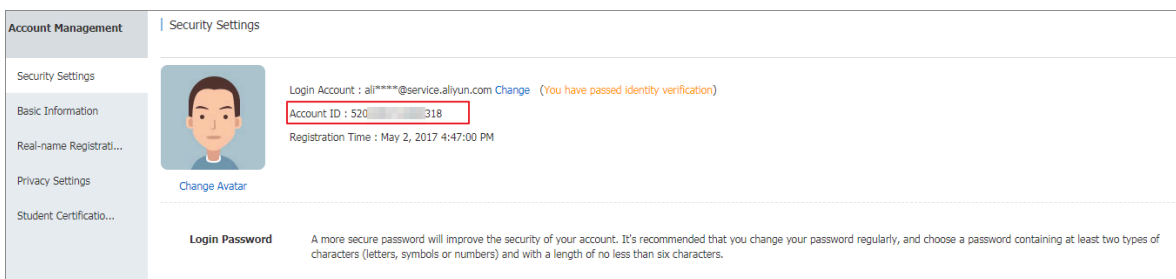 Account Management
Security Settings
Basic Information
Real-name Registrati...
Privacy Settings
Student Certificatio...
Security Settings
Login Account : ali****@service.aliyun.com Change (You have passed identity verification)
Account ID : 520 318
Registration Time : May 2, 2017 4:47:00 PM
Change Avatar
Login Password
A more secure password will improve the security of your account. It's recommended that you change your password regularly, and choose a password containing at least two types of
characters (letters, symbols or numbers) and with a length of no less than six characters.